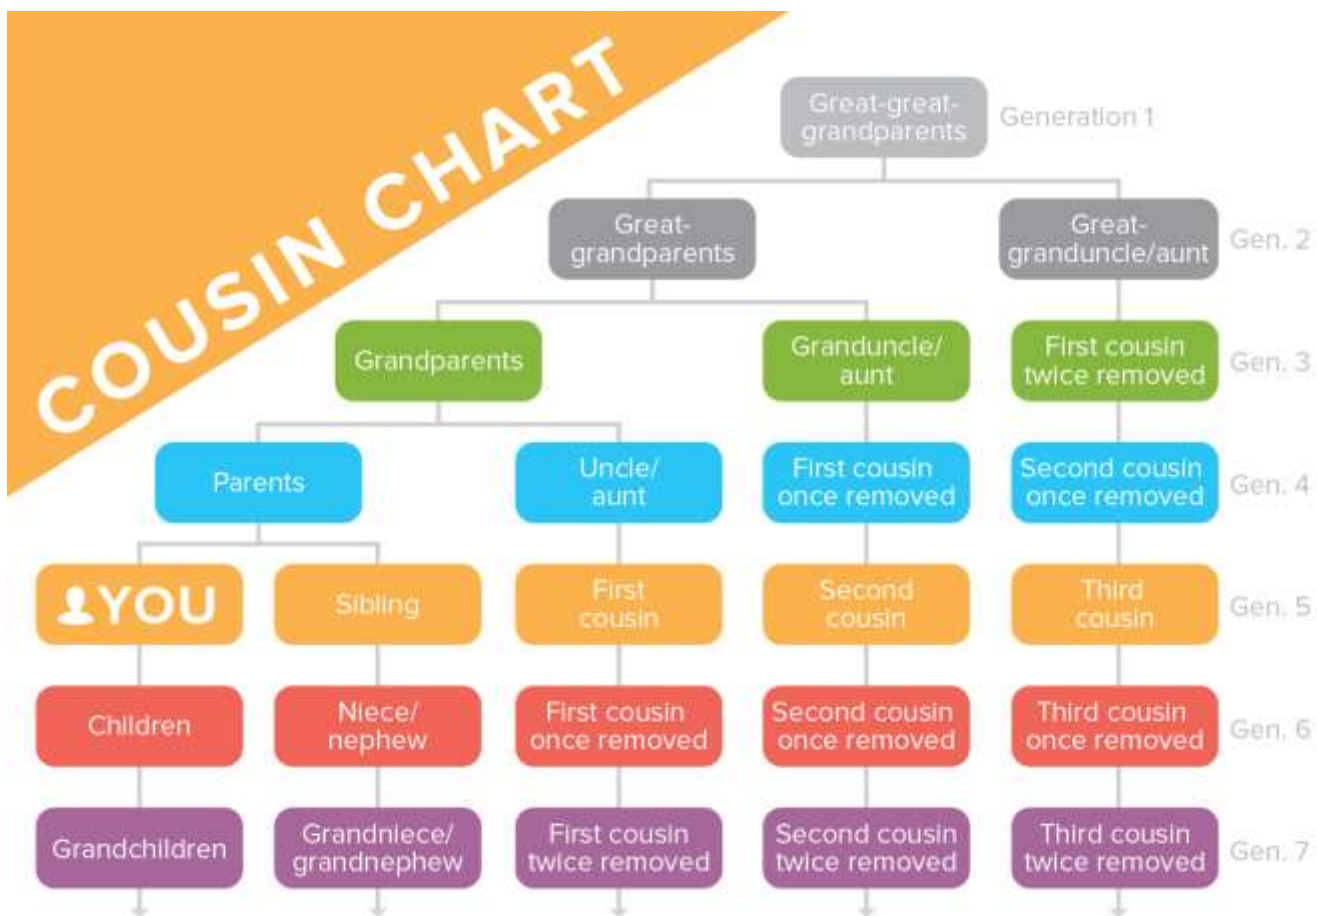 COUSIN CHART
Great-great-
grandparents
Generation 1
Great-
grandparents
Great-
granduncle/aunt
Gen. 2
Grandparents
Granduncle/
aunt
First cousin
twice removed
Gen. 3
Parents
Uncle/
aunt
First cousin
once removed
Second cousin
once removed
Gen. 4
YOU
Sibling
First
cousin
Second
cousin
Third
cousin
Gen. 5
Children
Niece/
nephew
First cousin
once removed
Second cousin
once removed
Third cousin
once removed
Gen. 6
Grandchildren
Grandniece/
grandnephew
First cousin
twice removed
Second cousin
twice removed
Third cousin
twice removed
Gen. 7